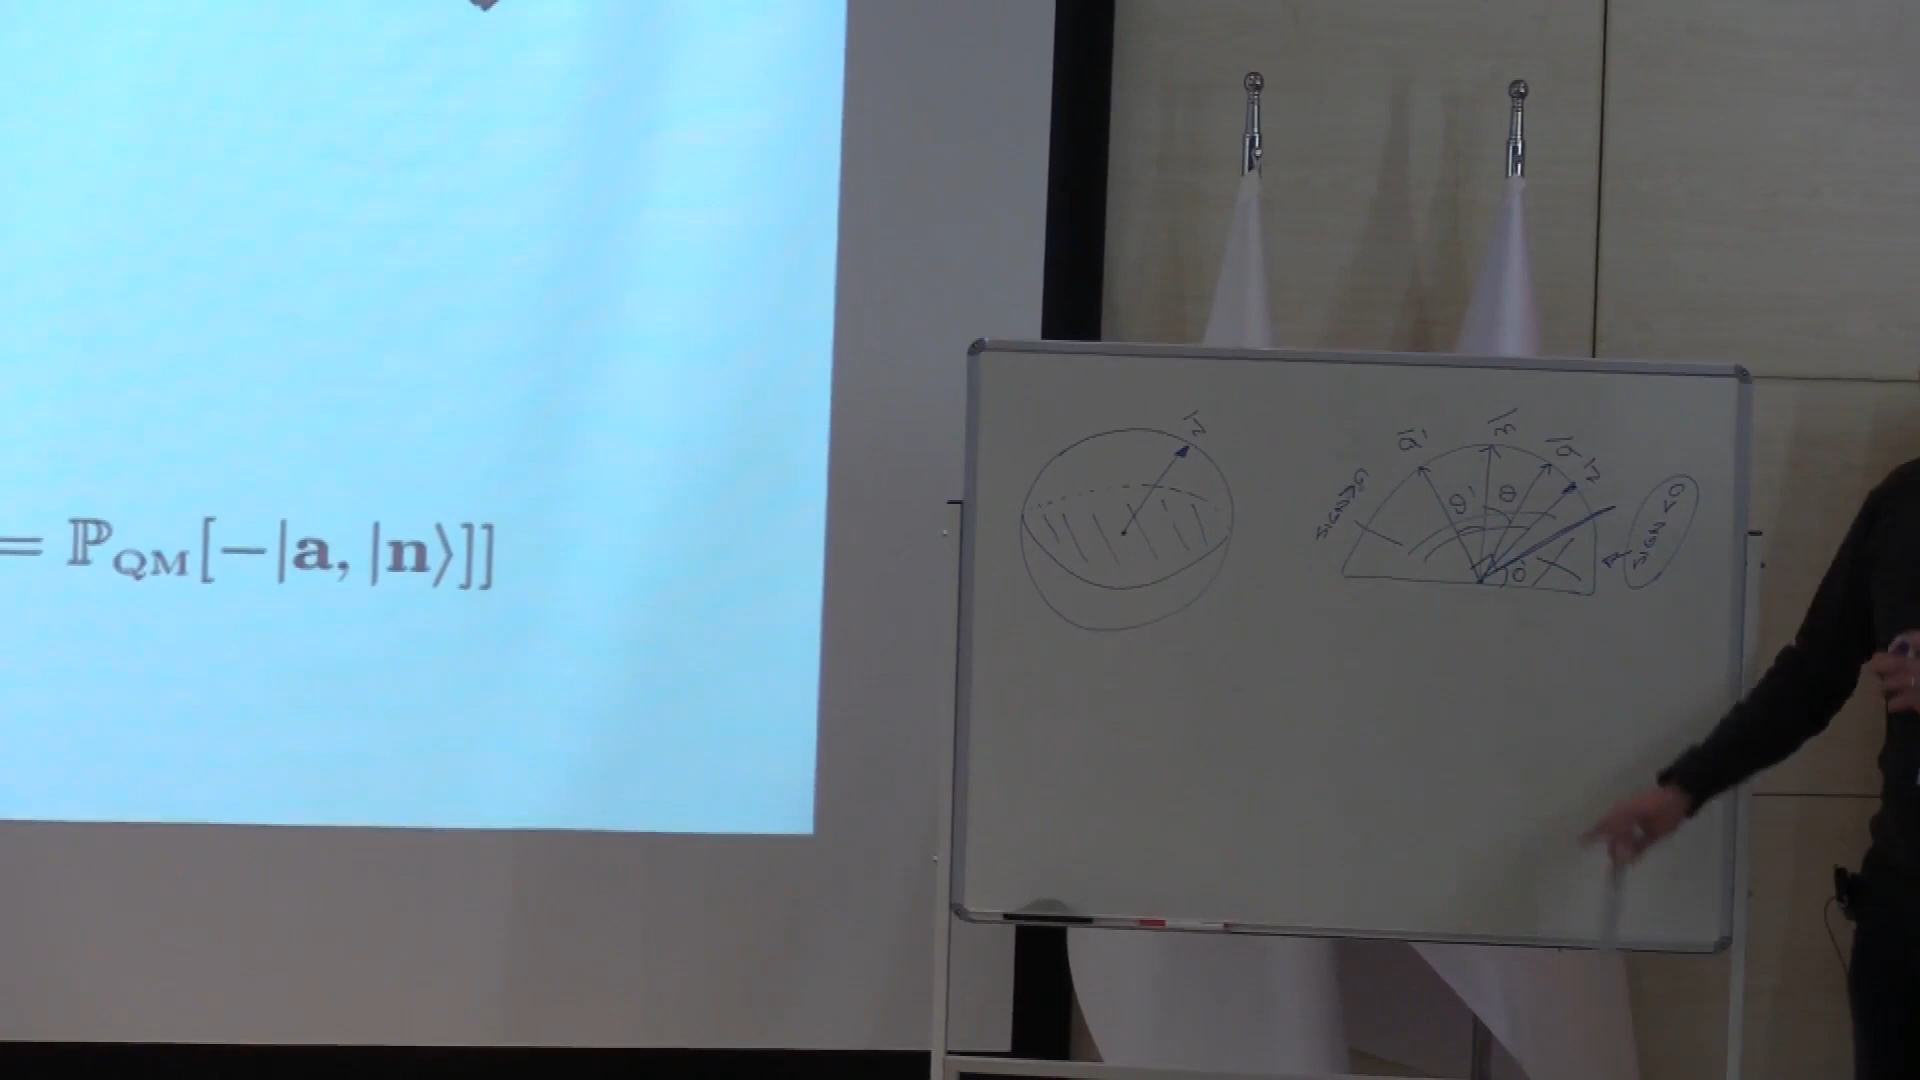 = ℙ_QM[−|a, |n⟩]]
SIGN>0
SIGN <0
θ'
θ
θ'